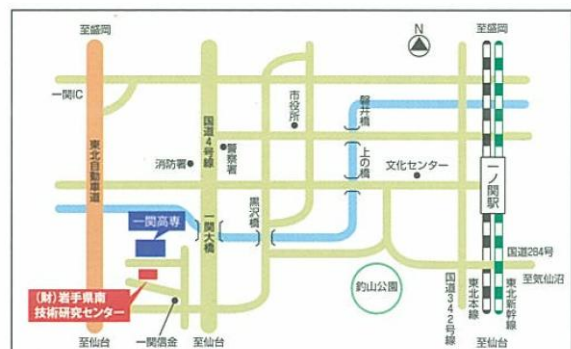 至盛岡
至盛岡
N
一関IC
東北自動車道
国道4号線
市役所
磐井橋
警察署
消防署
上の橋
文化センター
一ノ関駅
黒沢橋
一関大橋
一関高専
国道284号
至気仙沼
(財)岩手県南
技術研究センター
釣山公園
国道342号線
東北本線
東北新幹線
一関信金
至仙台
至仙台
至仙台